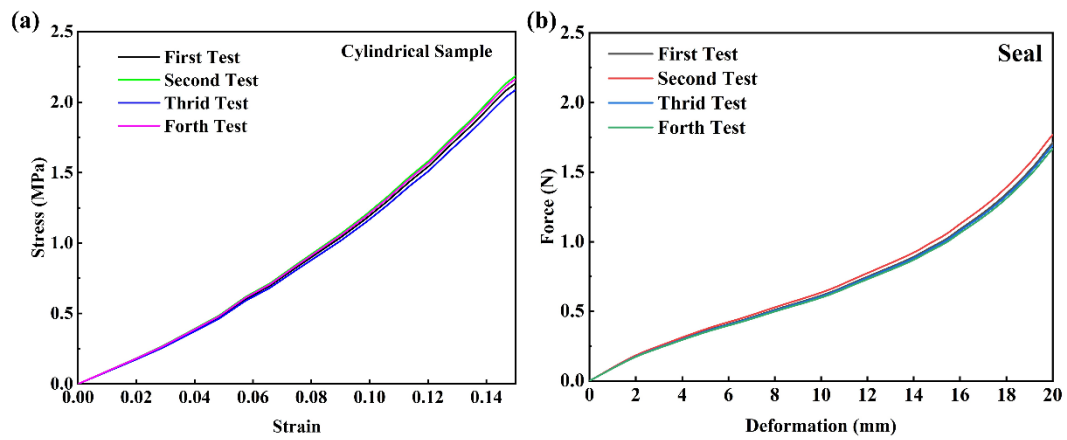 (a)
2.5
2.0
1.5
1.0
0.5
0.0
Stress (MPa)
First Test
Second Test
Thrid Test
Forth Test
Cylindrical Sample
0.00 0.02 0.04 0.06 0.08 0.10 0.12 0.14
Strain
(b)
2.5
2.0
1.5
1.0
0.5
0.0
Force (N)
First Test
Second Test
Thrid Test
Forth Test
Seal
0 2 4 6 8 10 12 14 16 18 20
Deformation (mm)